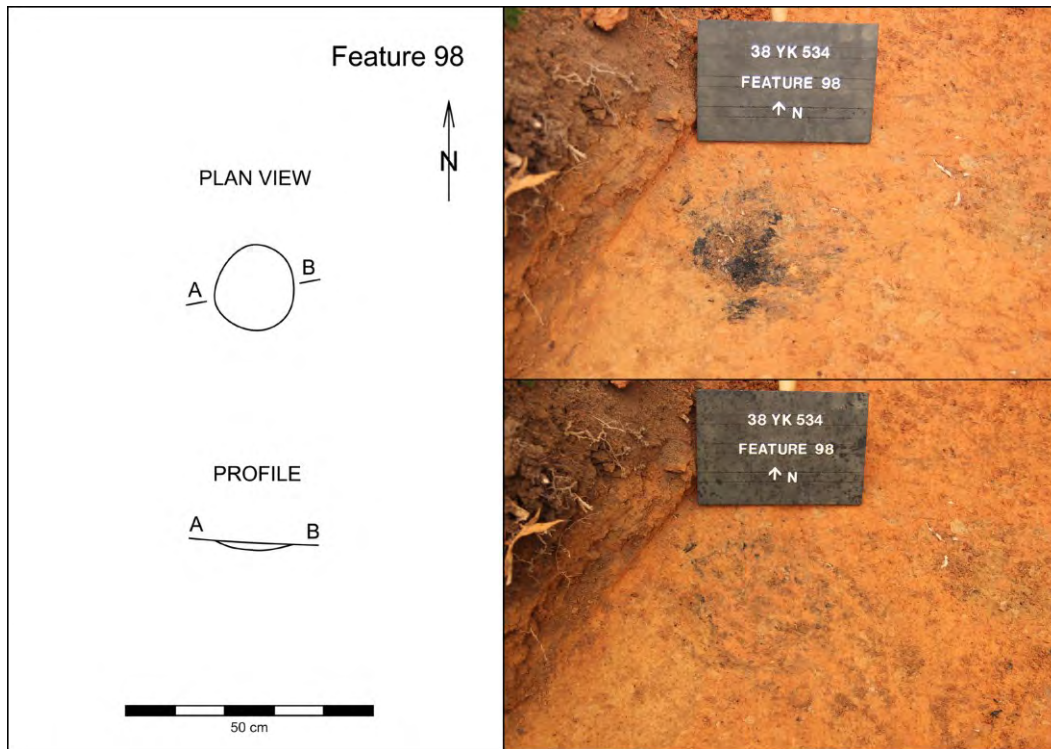 Feature 98
N
PLAN VIEW
A
B
PROFILE
A
B
50 cm
38 YK 534
FEATURE 98
↑ N
38 YK 534
FEATURE 98
↑ N